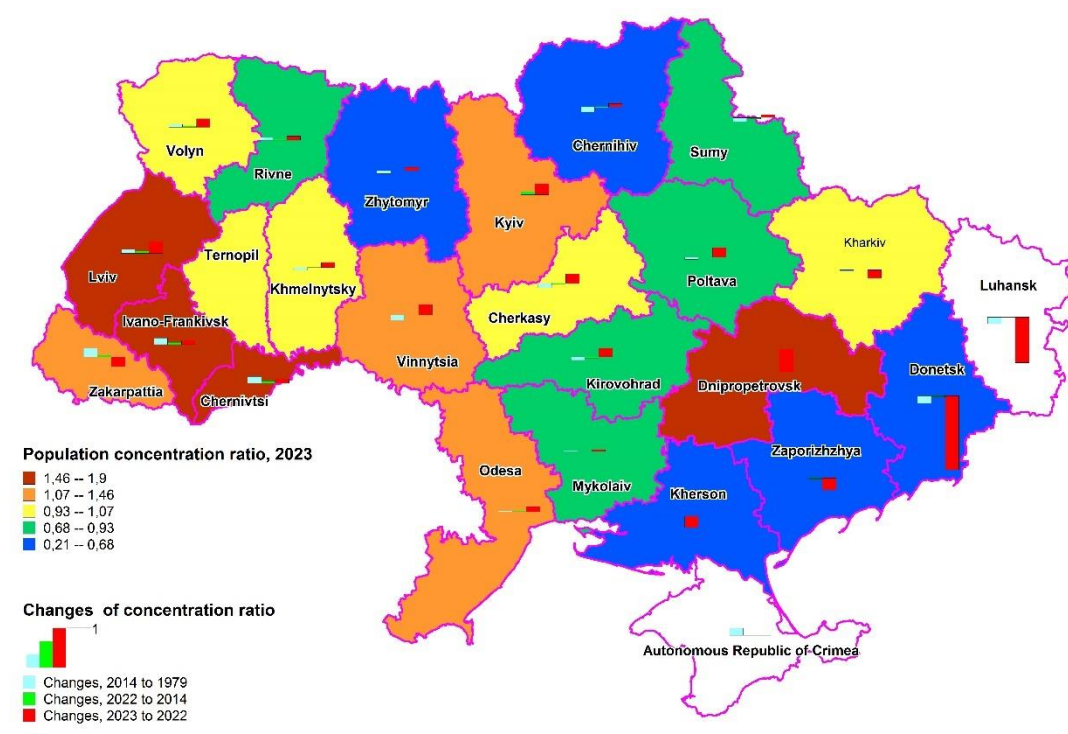 Volyn
Rivne
Zhytomyr
Chernihiv
Sumy
Kyiv
Lviv
Ternopil
Khmelnytsky
Kharkiv
Luhansk
Poltava
Cherkasy
Ivano-Frankivsk
Vinnytsia
Zakarpattia
Chernivtsi
Kirovohrad
Dnipropetrovsk
Donetsk
Zaporizhzhya
Odesa
Mykolaiv
Kherson
Autonomous Republic of Crimea
Population concentration ratio, 2023
1,46 -- 1,9
1,07 -- 1,46
0,93 -- 1,07
0,68 -- 0,93
0,21 -- 0,68
Changes of concentration ratio
1
Changes, 2014 to 1979
Changes, 2022 to 2014
Changes, 2023 to 2022